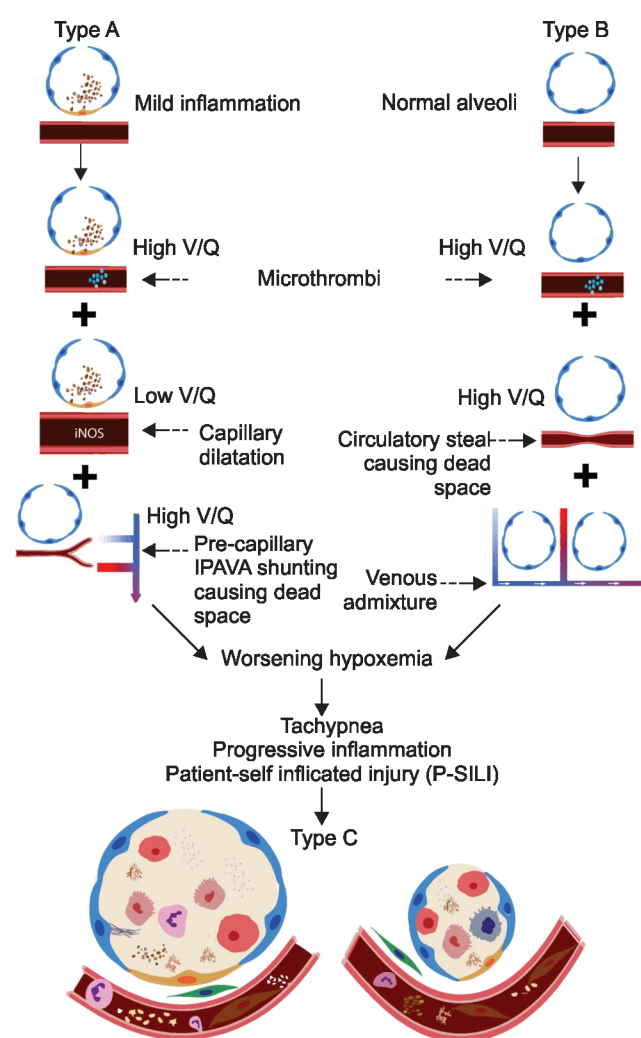 Type A
Type B
Mild inflammation
Normal alveoli
High V/Q
High V/Q
Microthrombi
Low V/Q
High V/Q
iNOS
Capillary
dilatation
Circulatory steal
causing dead
space
High V/Q
Pre-capillary
IPAVA shunting
causing dead
space
Venous
admixture
Worsening hypoxemia
Tachypnea
Progressive inflammation
Patient-self inflicated injury (P-SILI)
Type C